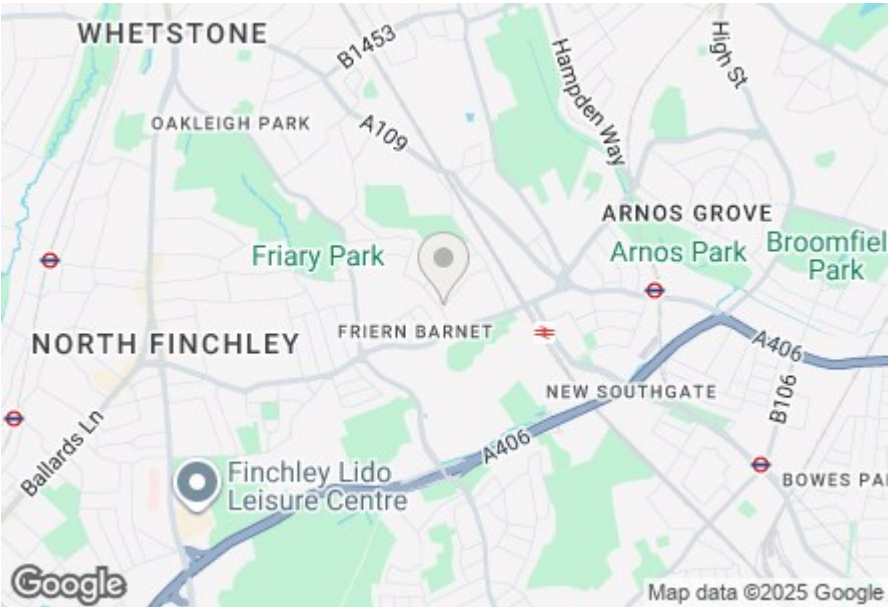 WHETSTONE
B1453
High St
Hampden Way
OAKLEIGH PARK
A109
ARNOS GROVE
Friary Park
Arnos Park
Broomfiel
Park
NORTH FINCHLEY
FRIERN BARNET
A406
NEW SOUTHGATE
B106
Ballards Ln
A406
Finchley Lido
Leisure Centre
BOWES PAR
Google
Map data ©2025 Google